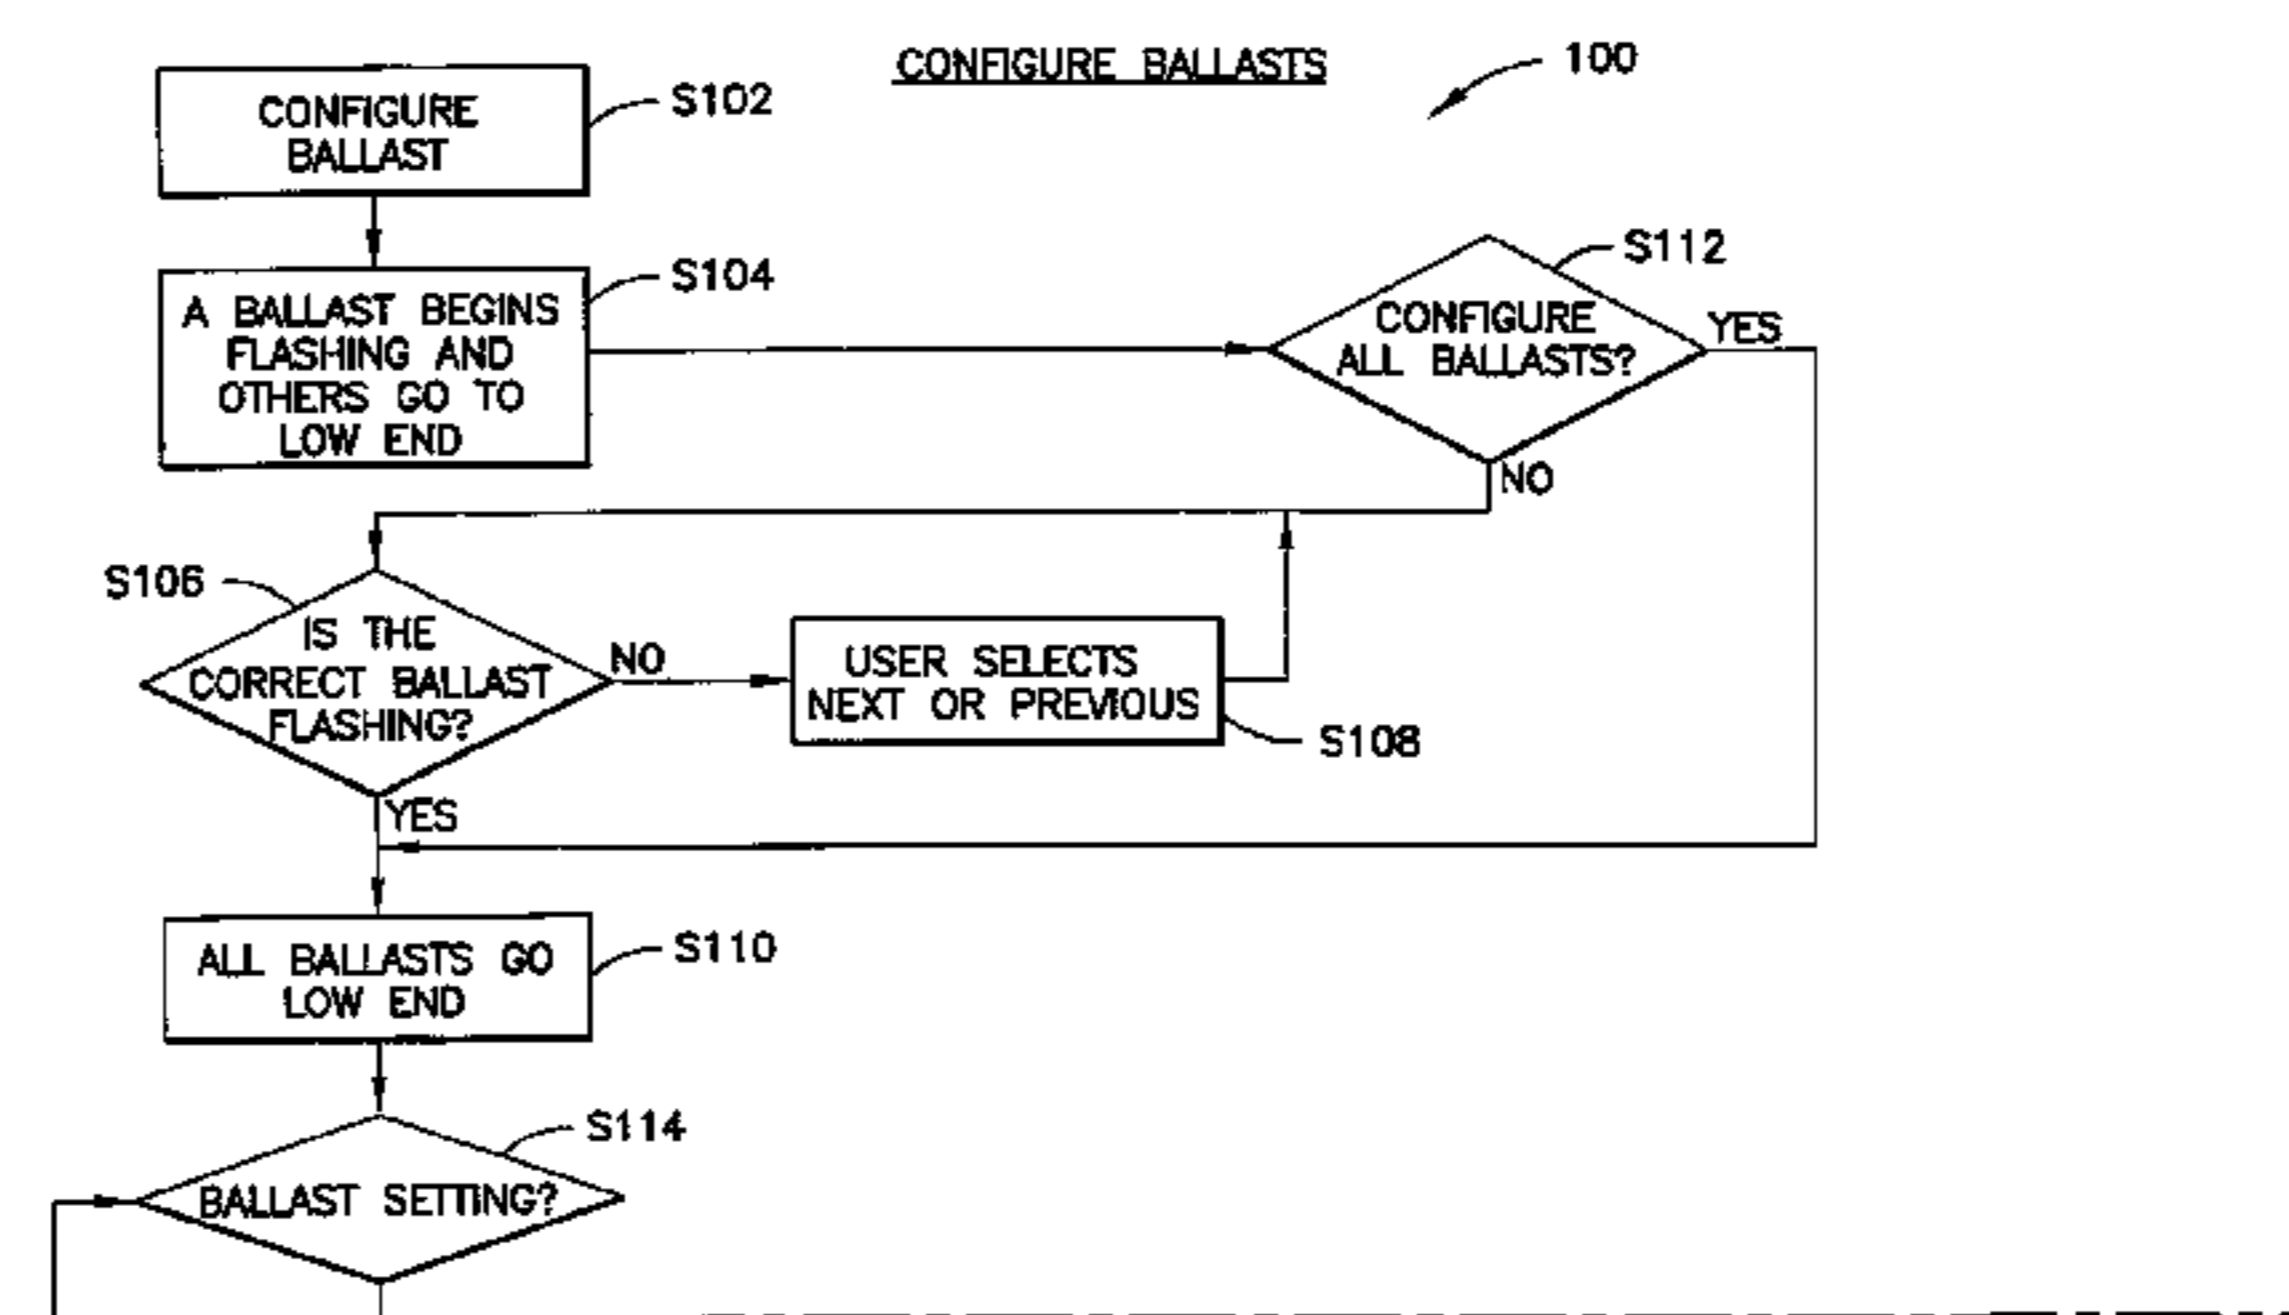 CONFIGURE BALLASTS
100
CONFIGURE
BALLAST
S102
A BALLAST BEGINS
FLASHING AND
OTHERS GO TO
LOW END
S104
S112
CONFIGURE
ALL BALLASTS?
YES
NO
S106
IS THE
CORRECT BALLAST
FLASHING?
NO
USER SELECTS
NEXT OR PREVIOUS
S108
YES
ALL BALLASTS GO
LOW END
S110
S114
BALLAST SETTING?